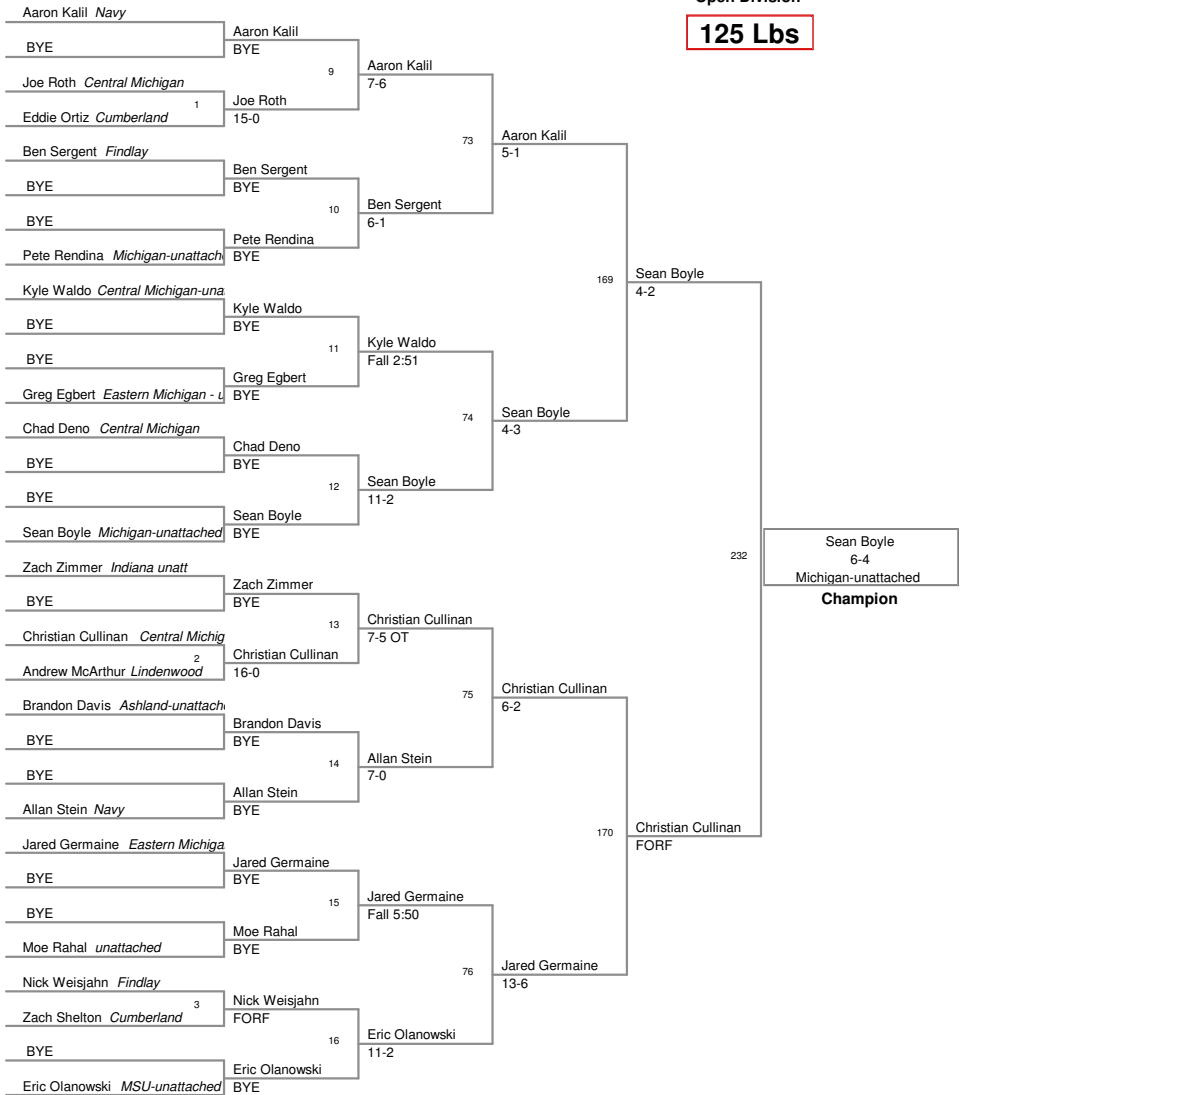 Open Division
125 Lbs
Aaron Kalil Navy
BYE
Joe Roth Central Michigan
1
Eddie Ortiz Cumberland
Ben Sergent Findlay
BYE
BYE
Pete Rendina Michigan-unattach
Kyle Waldo Central Michigan-una
BYE
BYE
Greg Egbert Eastern Michigan - u
Chad Deno Central Michigan
BYE
BYE
Sean Boyle Michigan-unattached
Zach Zimmer Indiana unatt
BYE
Christian Cullinan Central Michig
2
Andrew McArthur Lindenwood
Brandon Davis Ashland-unattach
BYE
BYE
Allan Stein Navy
Jared Germaine Eastern Michiga
BYE
BYE
Moe Rahal unattached
Nick Weisjahn Findlay
3
Zach Shelton Cumberland
BYE
Eric Olanowski MSU-unattached
Aaron Kalil
BYE
9
Joe Roth
15-0
Ben Sergent
BYE
10
Pete Rendina
BYE
Kyle Waldo
BYE
11
Greg Egbert
BYE
Chad Deno
BYE
12
Sean Boyle
BYE
Zach Zimmer
BYE
13
Christian Cullinan
16-0
Brandon Davis
BYE
14
Allan Stein
BYE
Jared Germaine
BYE
15
Moe Rahal
BYE
Nick Weisjahn
FORF
16
Eric Olanowski
BYE
Aaron Kalil
7-6
73
Ben Sergent
6-1
Kyle Waldo
Fall 2:51
74
Sean Boyle
11-2
Christian Cullinan
7-5 OT
75
Allan Stein
7-0
Jared Germaine
Fall 5:50
76
Eric Olanowski
11-2
Aaron Kalil
5-1
169
Sean Boyle
4-3
Christian Cullinan
6-2
170
Jared Germaine
13-6
Sean Boyle
4-2
232
Christian Cullinan
FORF
Sean Boyle
6-4
Michigan-unattached
Champion